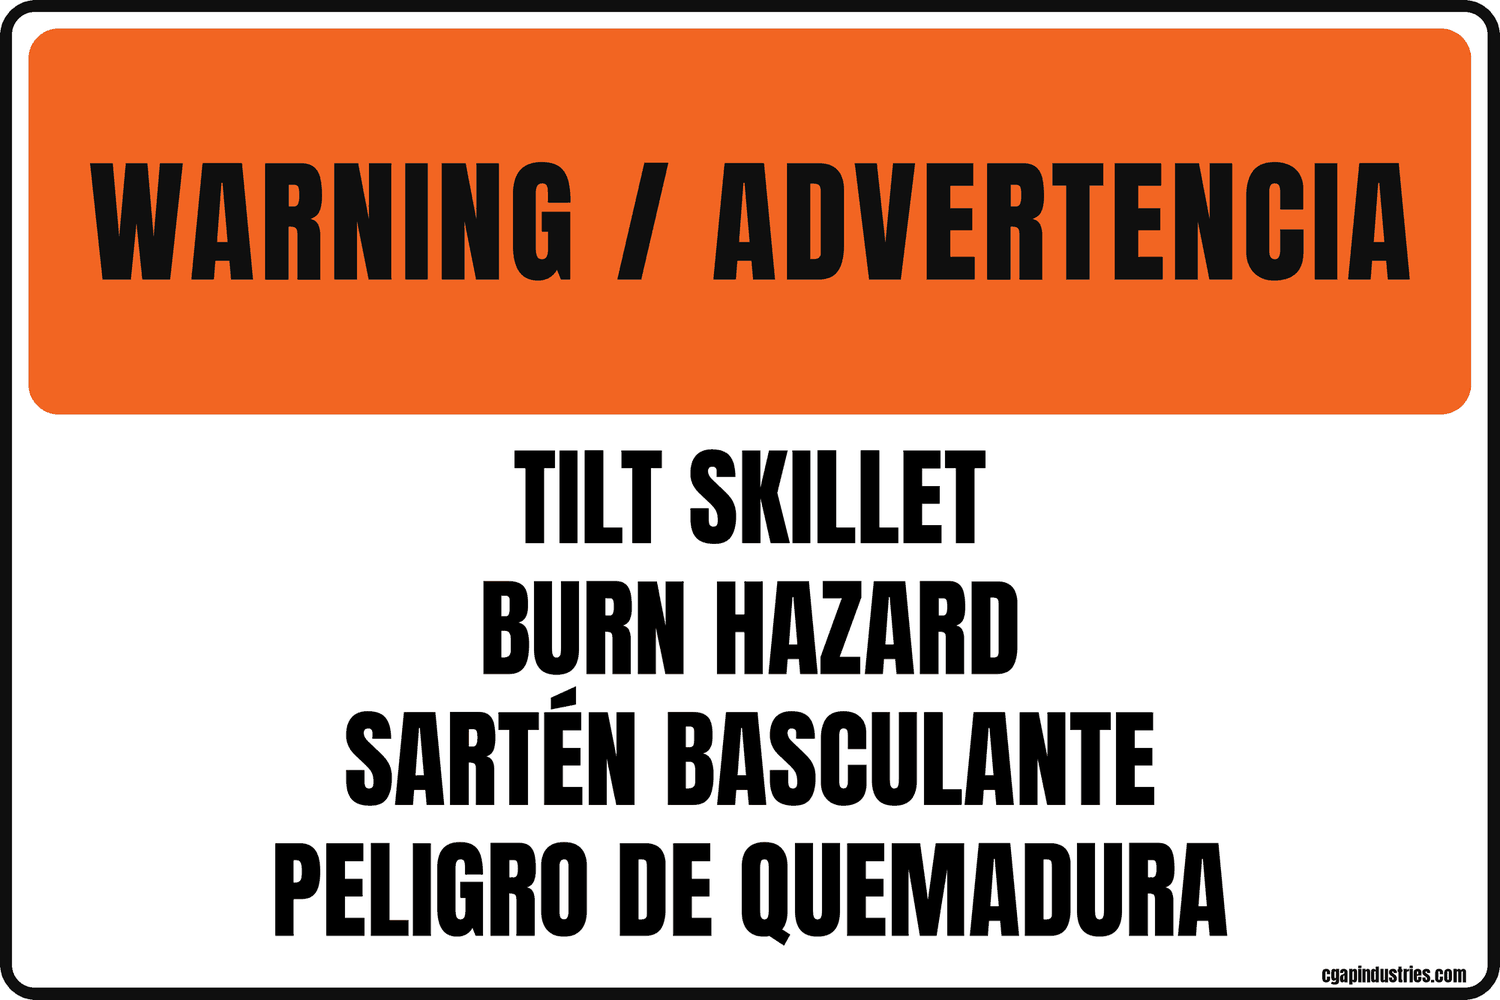 WARNING / ADVERTENCIA
TILT SKILLET
BURN HAZARD
SARTÉN BASCULANTE
PELIGRO DE QUEMADURA
cgapindustries.com